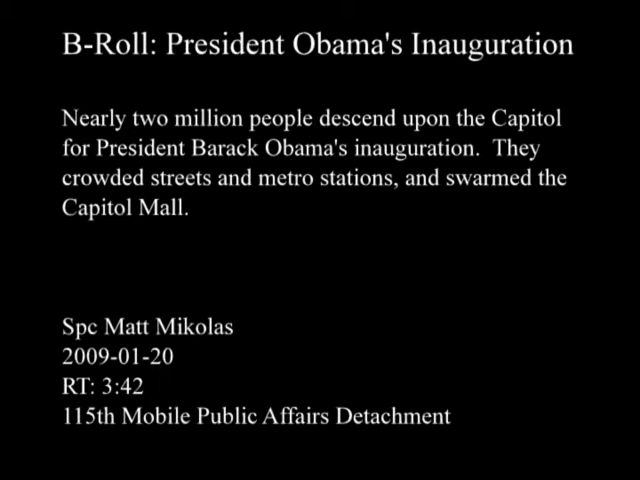 B-Roll: President Obama's Inauguration
Nearly two million people descend upon the Capitol
for President Barack Obama's inauguration.  They
crowded streets and metro stations, and swarmed the
Capitol Mall.
Spc Matt Mikolas
2009-01-20
RT: 3:42
115th Mobile Public Affairs Detachment